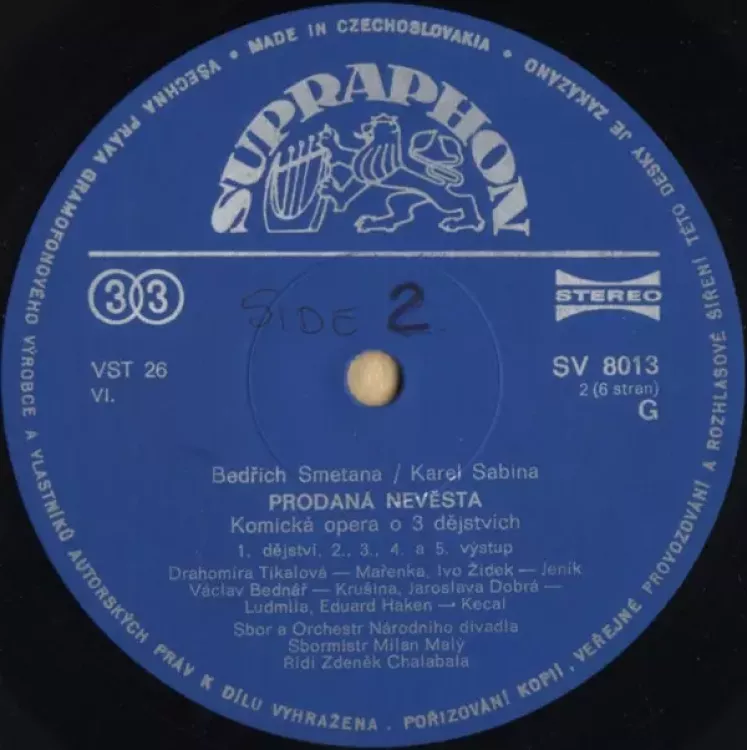 VŠECHNA PRÁVA GRAMOFONOVÉHO VÝROBCE A VLASTNÍKŮ AUTORSKÝCH PRÁV K DÍLU VYHRAŽENA. POŘIZOVÁNÍ KOPIÍ, VEŘEJNÉ PROVOZOVÁNÍ A ROZHLASOVÉ ŠÍŘENÍ TÉTO DESKY JE ZAKÁZÁNO • MADE IN CZECHOSLOVAKIA •
SUPRAPHON
33
SIDE 2
STEREO
VST 26
VI.
SV 8013
2 (6 stran)
G
Bedřich Smetana / Karel Sabina
PRODANÁ NEVĚSTA
Komická opera o 3 dějstvích
1. dějství, 2., 3., 4. a 5. výstup
Drahomíra Tikalová — Mařenka, Ivo Žídek — Jeník
Václav Bednář — Krušina, Jaroslava Dobrá —
Ludmila, Eduard Haken — Kecal
Sbor a Orchestr Národního divadla
Sbormistr Milan Malý
Řídí Zdeněk Chalabala